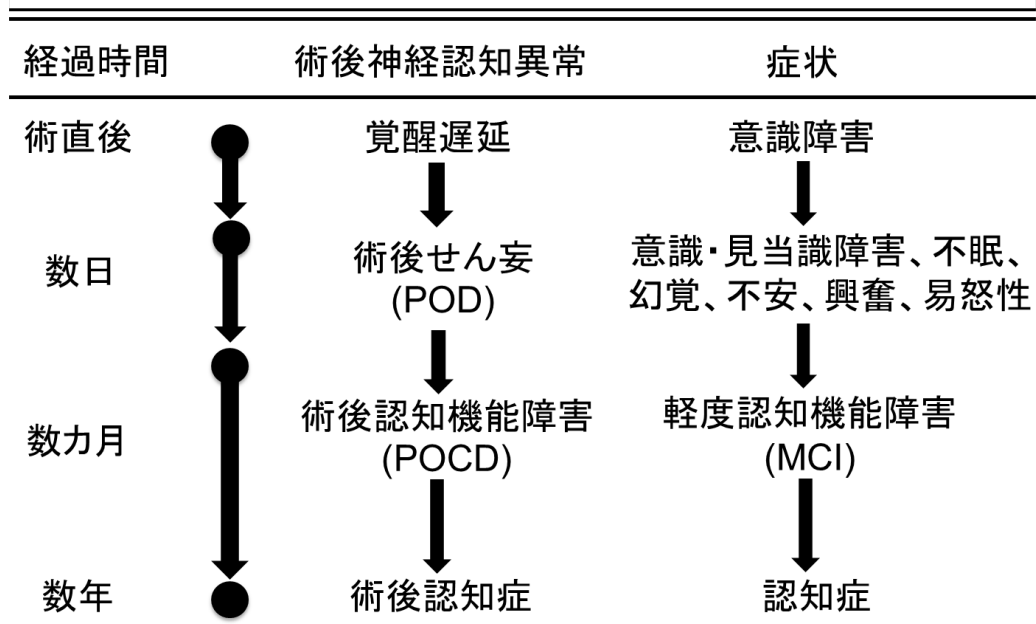 経過時間 術後神経認知異常 症状
術直後 覚醒遅延 意識障害
数日 術後せん妄 意識・見当識障害、不眠、
(POD) 幻覚、不安、興奮、易怒性
数カ月 術後認知機能障害 軽度認知機能障害
(POCD) (MCI)
数年 術後認知症 認知症